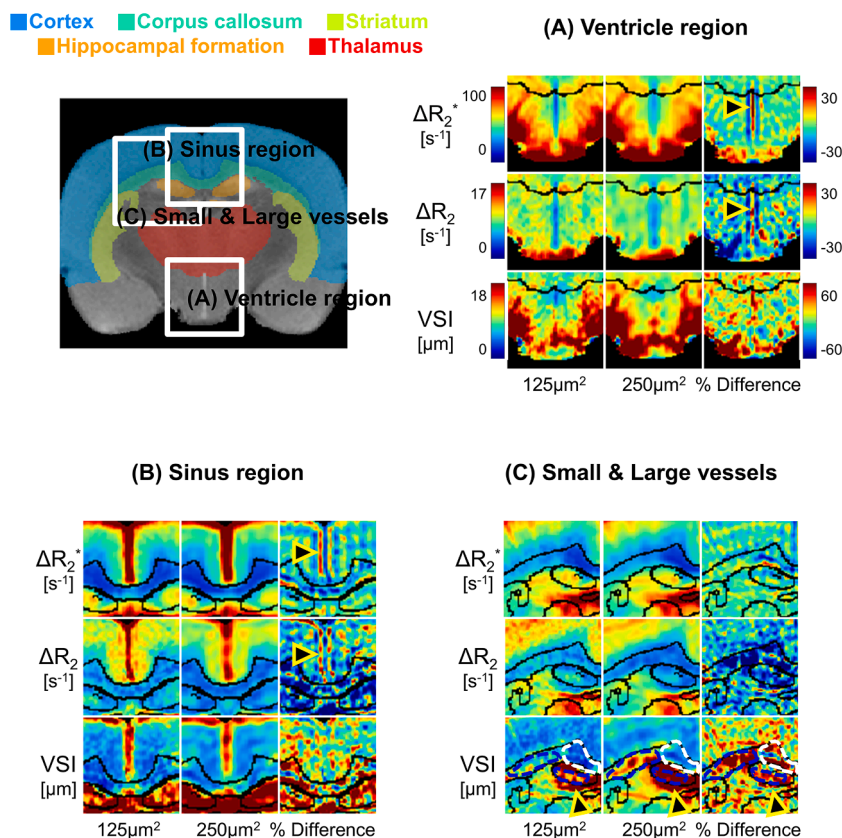 Cortex Corpus callosum Striatum
Hippocampal formation Thalamus
(A) Ventricle region
(B) Sinus region
(C) Small & Large vessels
(A) Ventricle region
ΔR2*
[s-1]
100
0
30
-30
ΔR2
[s-1]
17
0
30
-30
VSI
[µm]
18
0
60
-60
125µm2 250µm2 % Difference
(B) Sinus region
ΔR2*
[s-1]
ΔR2
[s-1]
VSI
[µm]
125µm2 250µm2 % Difference
(C) Small & Large vessels
ΔR2*
[s-1]
ΔR2
[s-1]
VSI
[µm]
125µm2 250µm2 % Difference